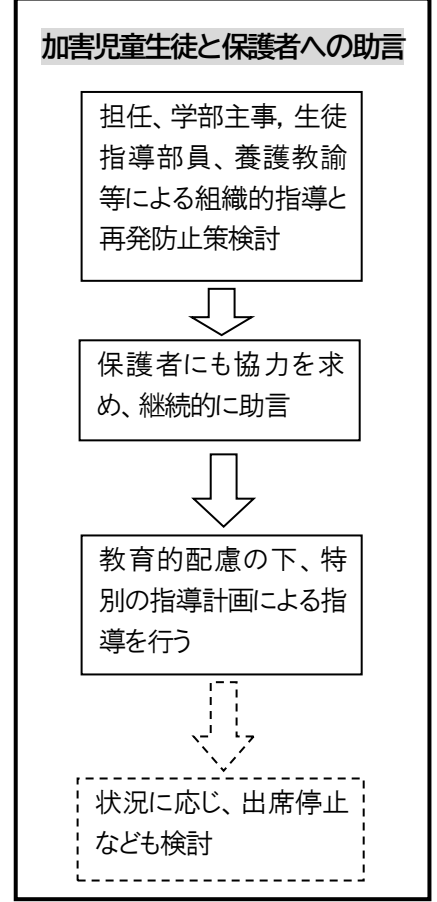 加害児童生徒と保護者への助言
担任、学部主事，生徒
指導部員、養護教諭
等による組織的指導と
再発防止策検討
保護者にも協力を求
め、継続的に助言
教育的配慮の下、特
別の指導計画による指
導を行う
状況に応じ、出席停止
なども検討